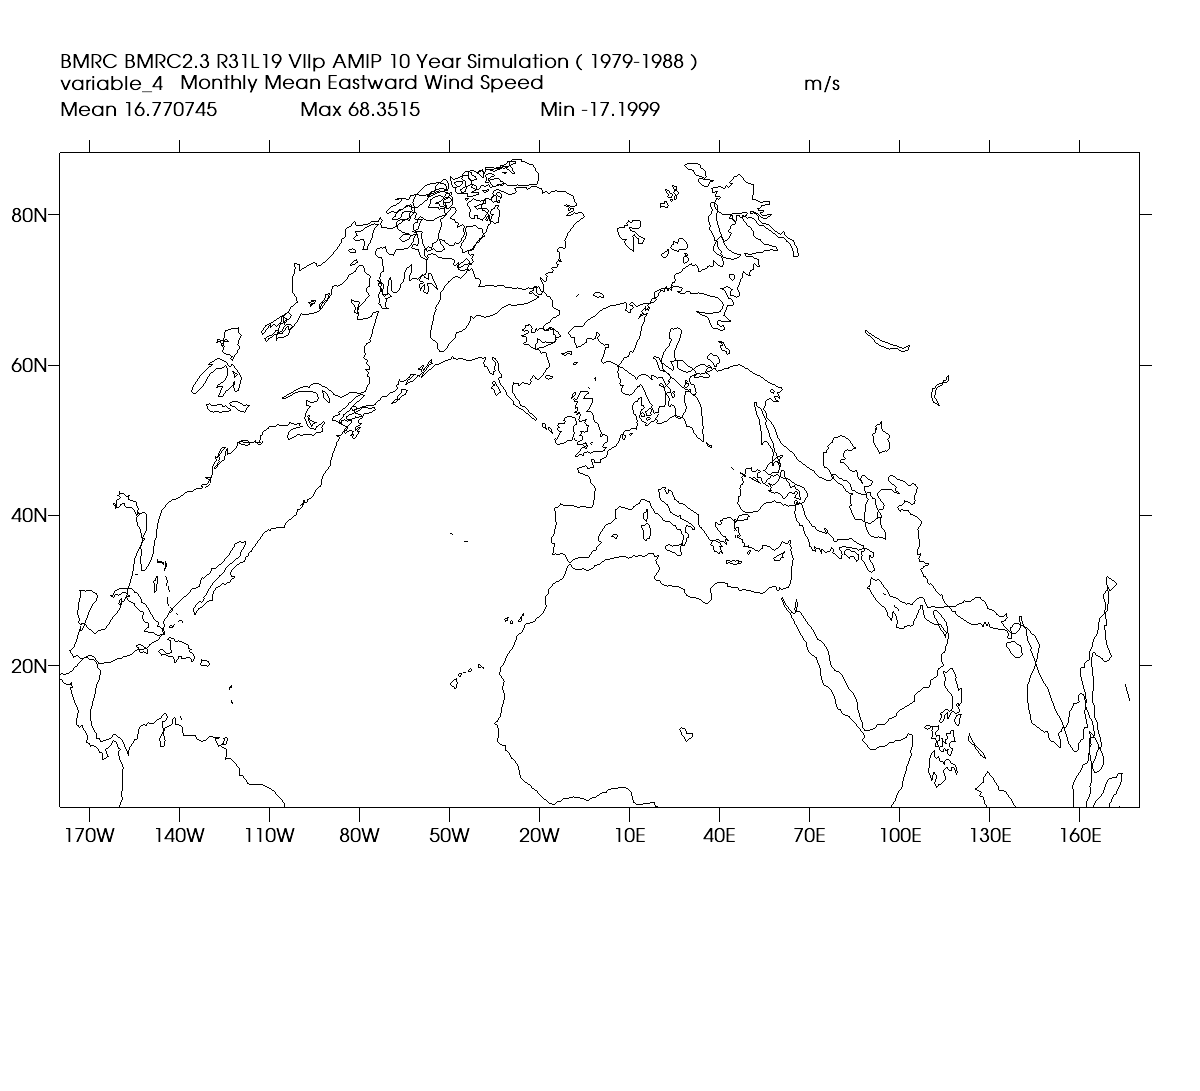 BMRC BMRC2.3 R31L19 VIIp AMIP 10 Year Simulation ( 1979-1988 )
variable_4 Monthly Mean Eastward Wind Speed m/s
Mean 16.770745 Max 68.3515 Min -17.1999
80N
60N
40N
20N
170W 140W 110W 80W 50W 20W 10E 40E 70E 100E 130E 160E